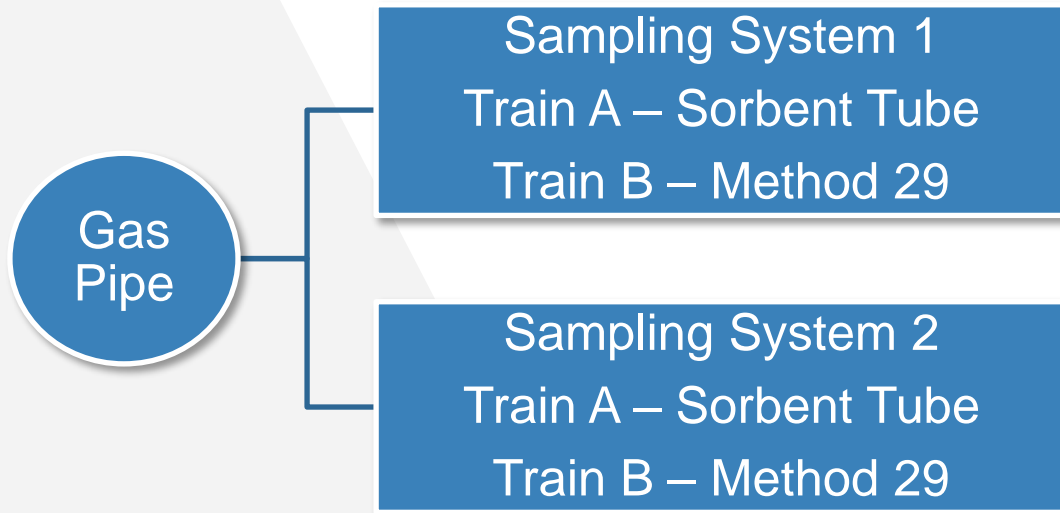 Gas
Pipe
Sampling System 1
Train A – Sorbent Tube
Train B – Method 29
Sampling System 2
Train A – Sorbent Tube
Train B – Method 29